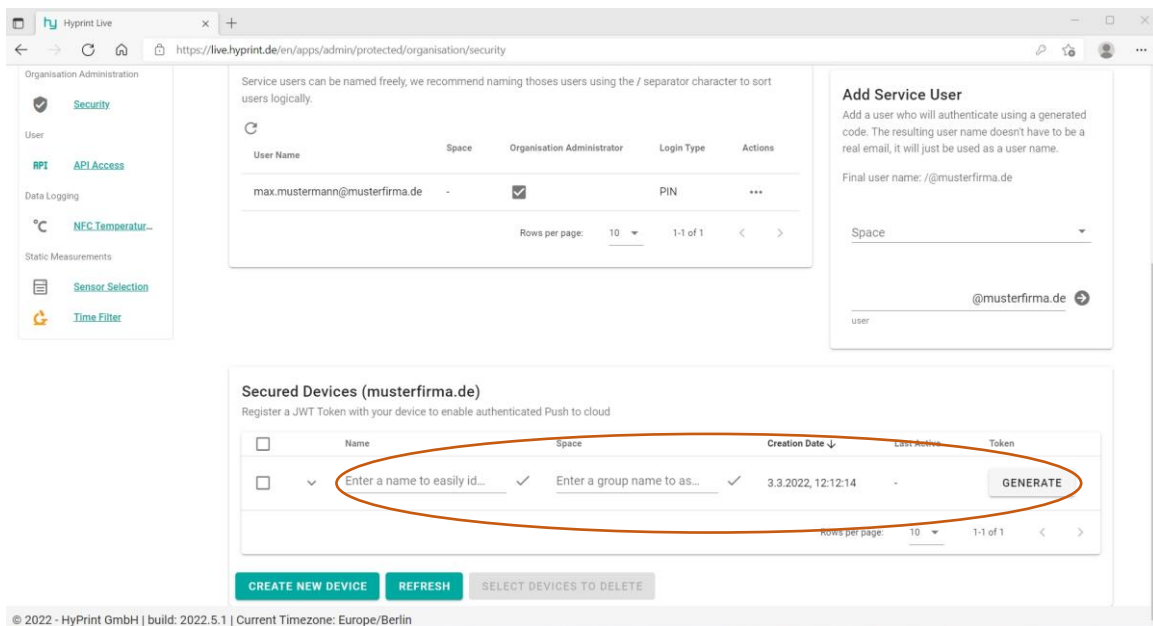 hy Hyprint Live
https://live.hyprint.de/en/apps/admin/protected/organisation/security
Organisation Administration
Security
User
API API Access
Data Logging
°C NFC Temperatur...
Static Measurements
Sensor Selection
Time Filter
Service users can be named freely, we recommend naming thoses users using the / separator character to sort
users logically.
User Name Space Organisation Administrator Login Type Actions
max.mustermann@musterfirma.de - PIN ...
Rows per page: 10 1-1 of 1 < >
Add Service User
Add a user who will authenticate using a generated
code. The resulting user name doesn't have to be a
real email, it will just be used as a user name.
Final user name: /@musterfirma.de
Space
@musterfirma.de
user
Secured Devices (musterfirma.de)
Register a JWT Token with your device to enable authenticated Push to cloud
Name Space Creation Date ↓ Last Active Token
Enter a name to easily id... Enter a group name to as... 3.3.2022, 12:12:14 - GENERATE
Rows per page: 10 1-1 of 1 < >
CREATE NEW DEVICE REFRESH SELECT DEVICES TO DELETE
© 2022 - HyPrint GmbH | build: 2022.5.1 | Current Timezone: Europe/Berlin